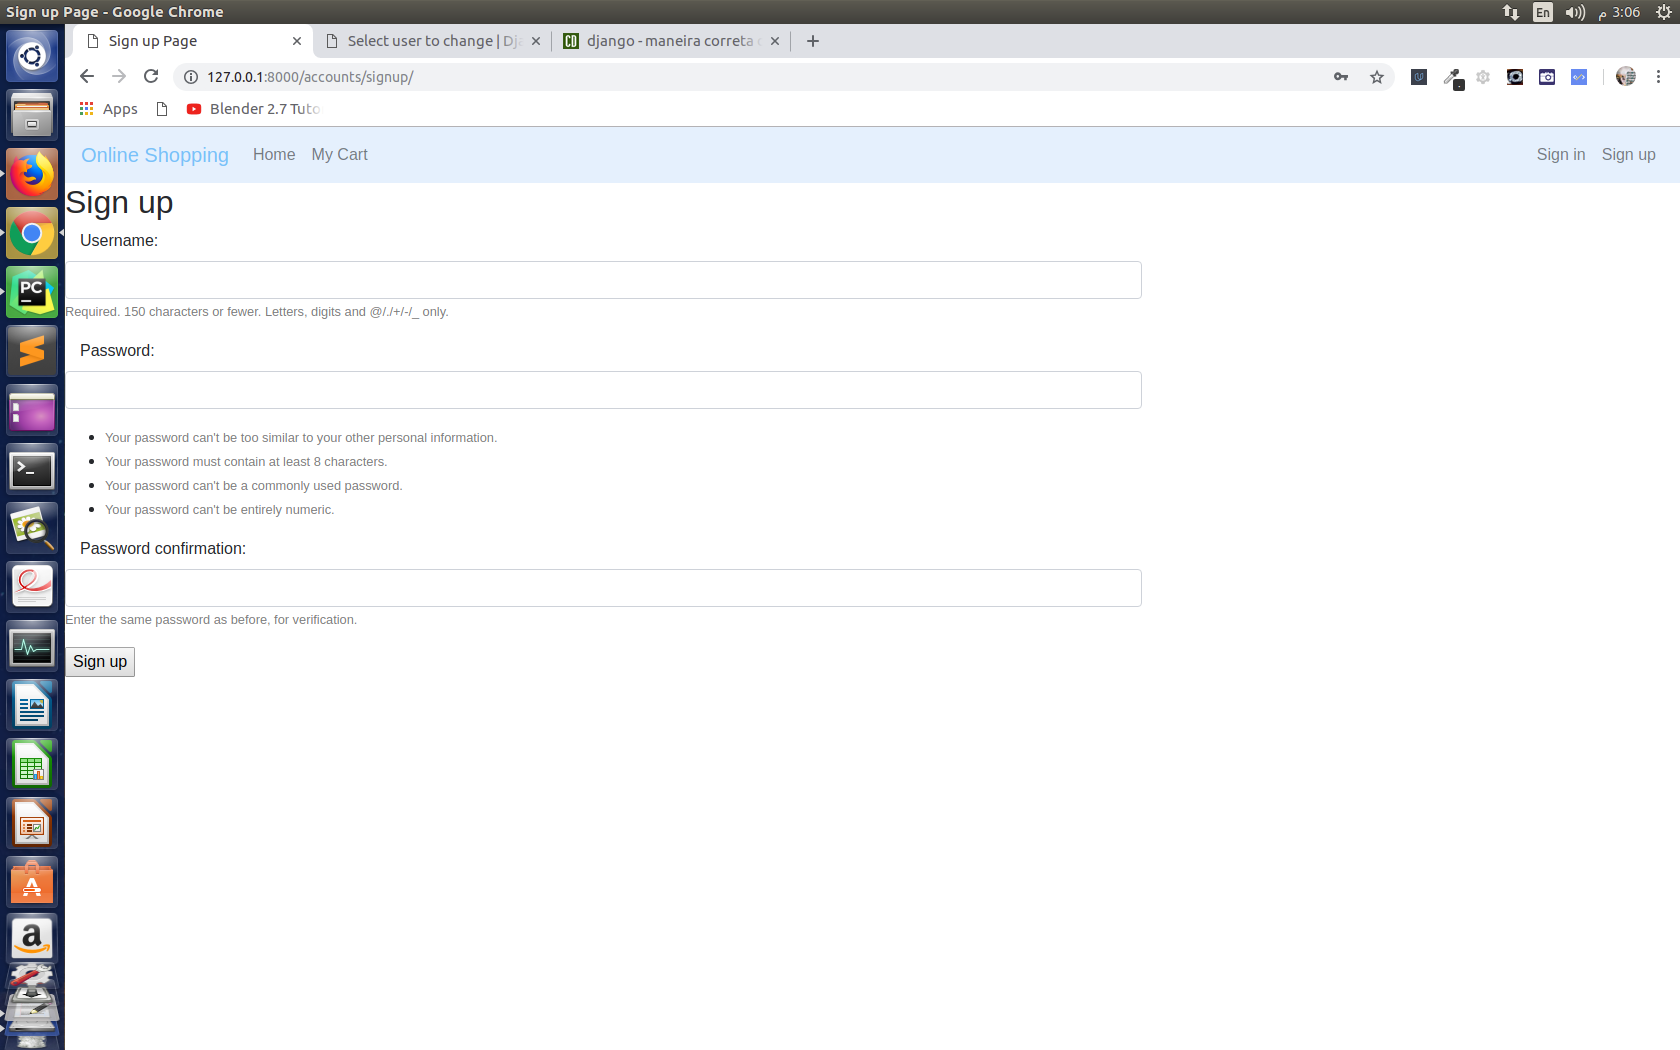 Sign up Page - Google Chrome
En
م 3:06
Sign up Page
Select user to change | Dja
django - maneira correta
127.0.0.1:8000/accounts/signup/
Apps
Blender 2.7 Tuto
Online Shopping
Home
My Cart
Sign in
Sign up
Sign up
Username:
Required. 150 characters or fewer. Letters, digits and @/./+/-/_ only.
Password:
Your password can't be too similar to your other personal information.
Your password must contain at least 8 characters.
Your password can't be a commonly used password.
Your password can't be entirely numeric.
Password confirmation:
Enter the same password as before, for verification.
Sign up